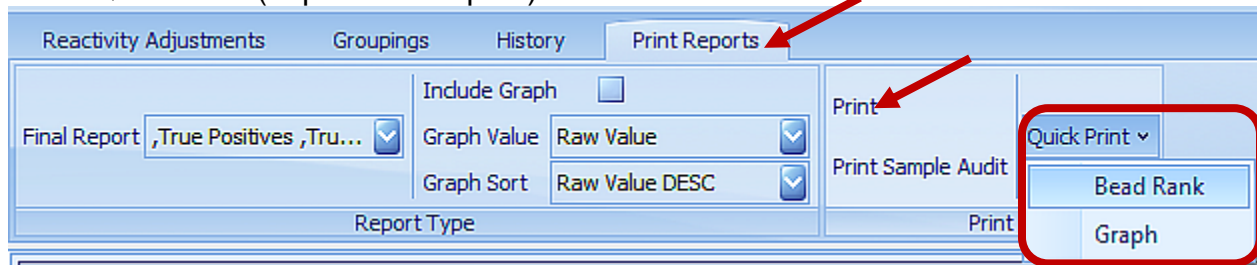 Reactivity Adjustments Groupings History Print Reports
Include Graph
Final Report ,True Positives ,Tru...
Graph Value Raw Value
Graph Sort Raw Value DESC
Report Type
Print
Print Sample Audit
Quick Print
Bead Rank
Graph
Print